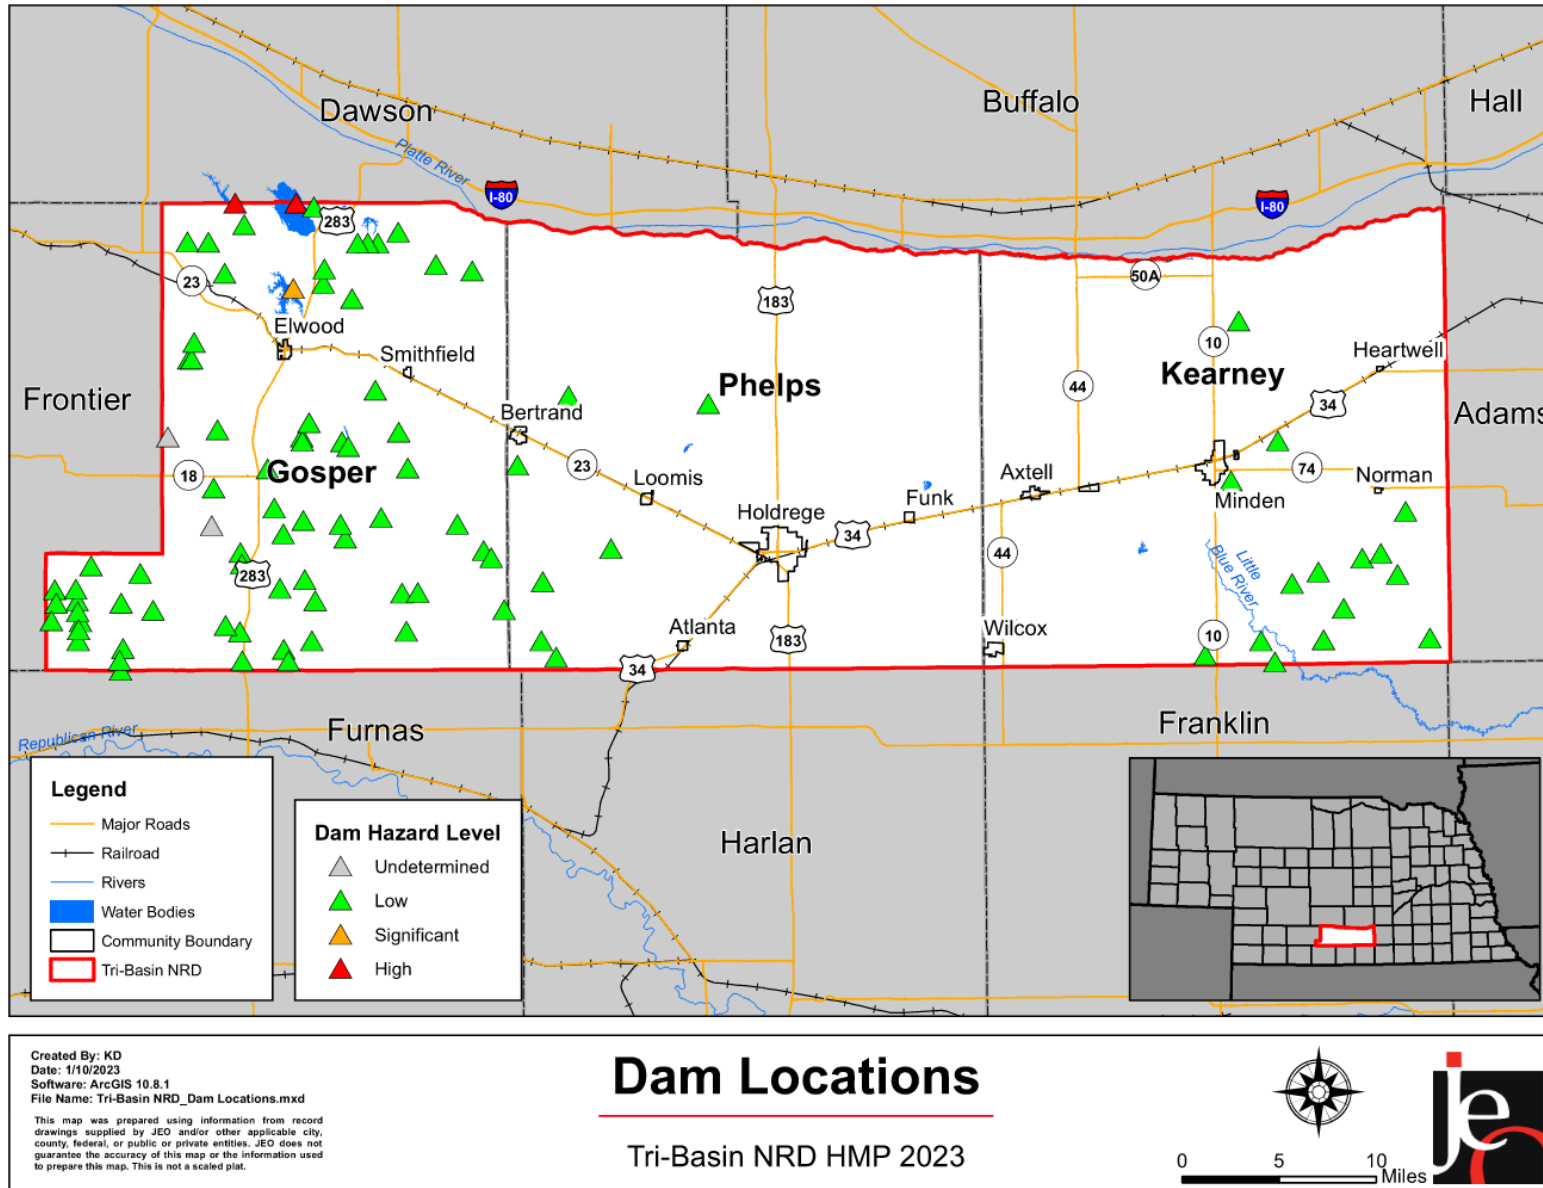 Dawson
Buffalo
Hall
Platte River
I-80
I-80
283
23
50A
183
Elwood
10
Smithfield
Heartwell
Phelps
Kearney
44
34
Frontier
Bertrand
Adams
Gosper
18
23
Loomis
Axtell
74
Norman
Funk
Minden
Holdrege
34
44
Little
Blue River
283
Atlanta
Wilcox
183
10
34
Republican River
Furnas
Franklin
Harlan
Legend
Major Roads
Railroad
Rivers
Water Bodies
Community Boundary
Tri-Basin NRD
Dam Hazard Level
Undetermined
Low
Significant
High
Created By: KD
Date: 1/10/2023
Software: ArcGIS 10.8.1
File Name: Tri-Basin NRD_Dam Locations.mxd
This map was prepared using information from record
drawings supplied by JEO and/or other applicable city,
county, federal, or public or private entities. JEO does not
guarantee the accuracy of this map or the information used
to prepare this map. This is not a scaled plat.
Dam Locations
Tri-Basin NRD HMP 2023
0 5 10 Miles
jeo